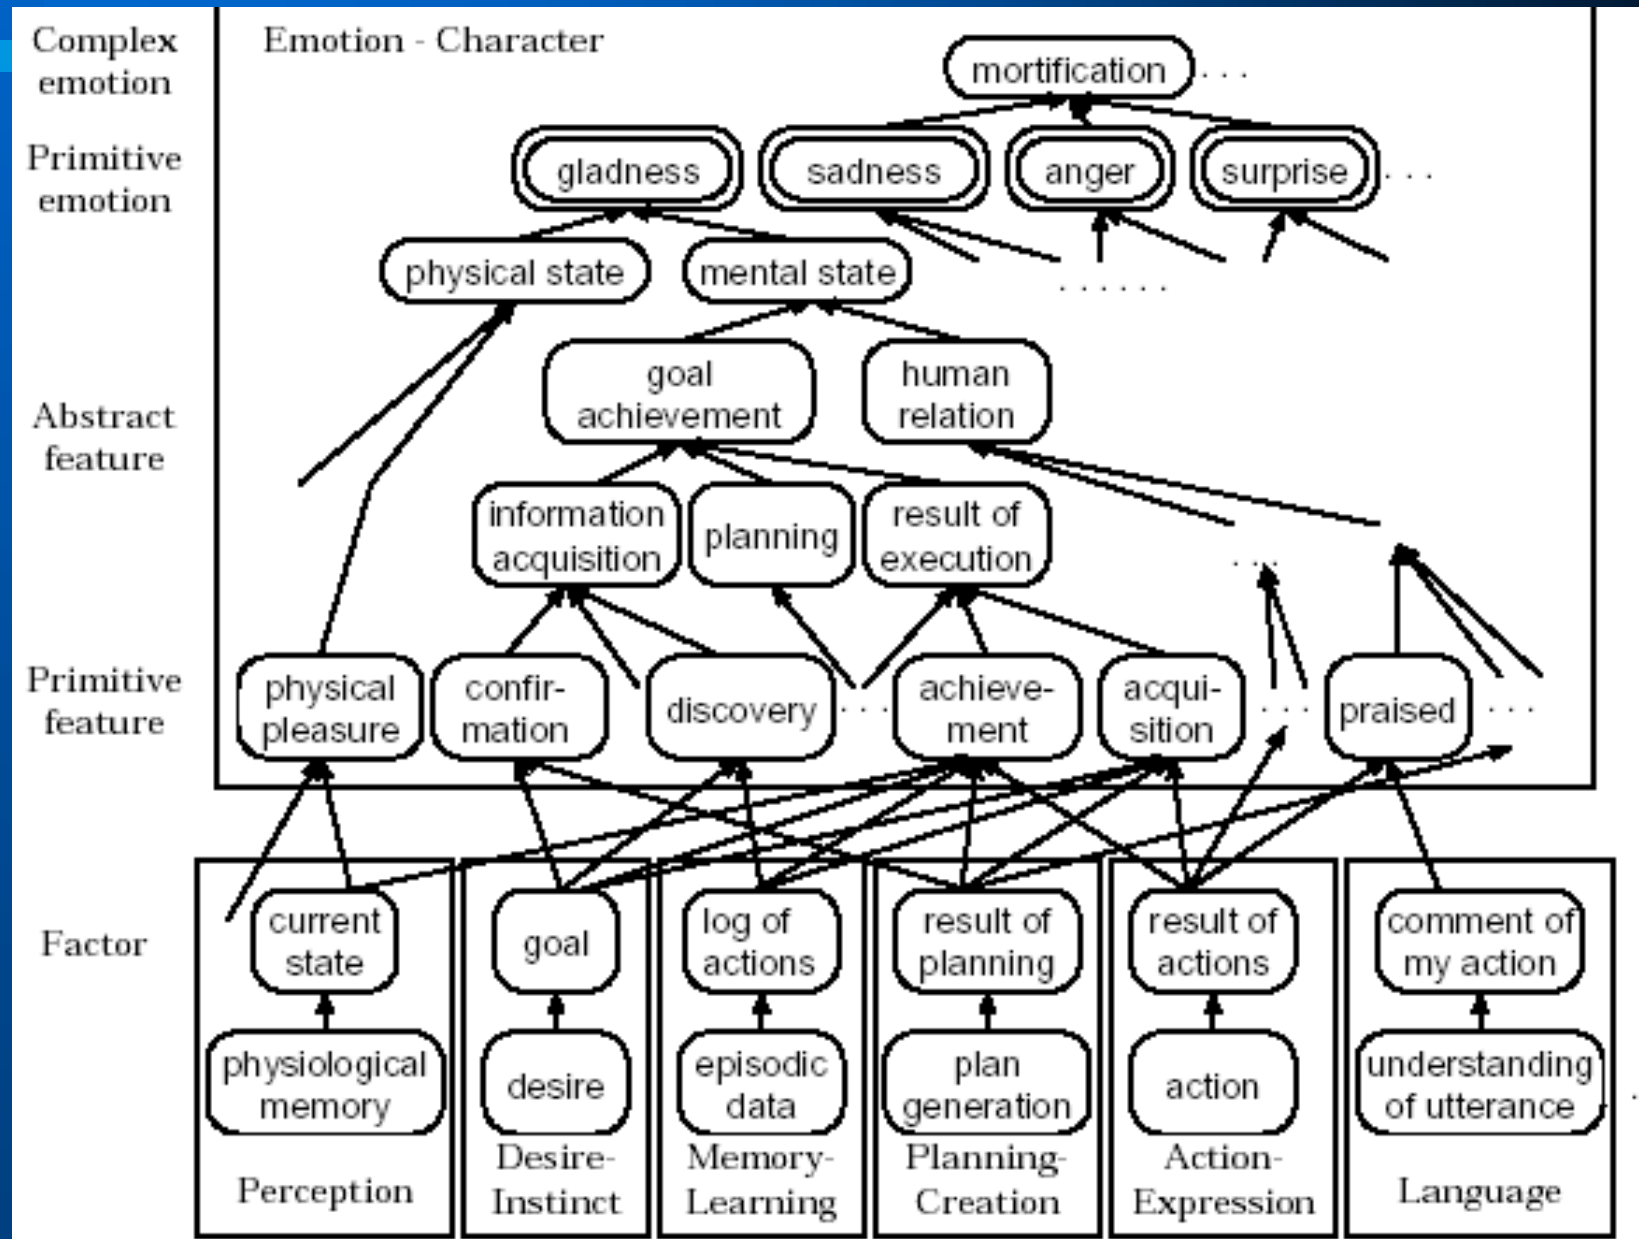 Complex
emotion
Emotion - Character
mortification
. . .
Primitive
emotion
gladness
sadness
anger
surprise
. . .
physical state
mental state
. . . . . .
Abstract
feature
goal
achievement
human
relation
information
acquisition
planning
result of
execution
. . .
Primitive
feature
physical
pleasure
confir-
mation
discovery
. . .
achieve-
ment
acqui-
sition
. . .
praised
. . .
Factor
current
state
goal
log of
actions
result of
planning
result of
actions
comment of
my action
physiological
memory
desire
episodic
data
plan
generation
action
understanding
of utterance
.
Perception
Desire-
Instinct
Memory-
Learning
Planning-
Creation
Action-
Expression
Language